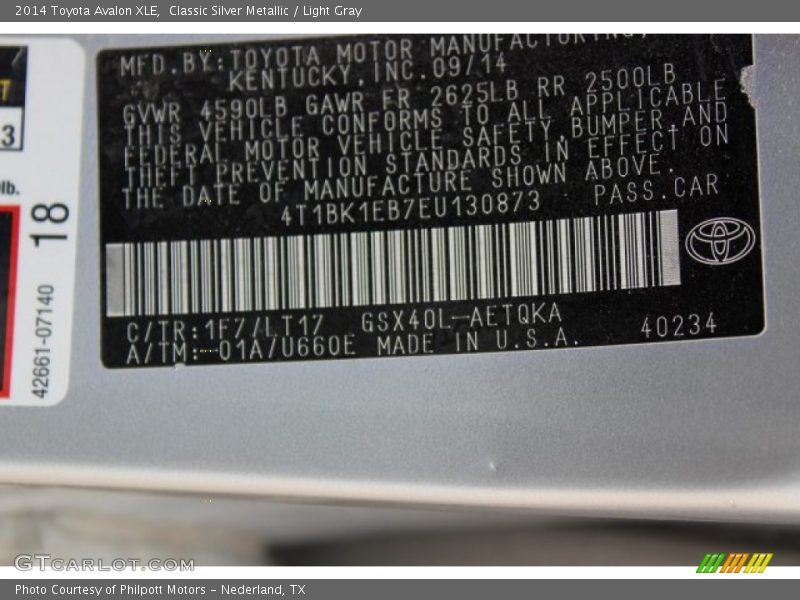 2014 Toyota Avalon XLE,  Classic Silver Metallic / Light Gray
MFD.BY:TOYOTA MOTOR MANUFACTURING,
KENTUCKY,INC.09/14
GVWR 4590LB GAWR FR 2625LB RR 2500LB
THIS VEHICLE CONFORMS TO ALL APPLICABLE
FEDERAL MOTOR VEHICLE SAFETY,BUMPER AND
THEFT PREVENTION STANDARDS IN EFFECT ON
THE DATE OF MANUFACTURE SHOWN ABOVE.
4T1BK1EB7EU130873 PASS.CAR
C/TR:1F7/LT17 GSX40L-AETQKA
A/TM:-01A/U660E MADE IN U.S.A. 40234
T
3
lb.
18
42661-07140
GTCARLOT.COM
Photo Courtesy of Philpott Motors - Nederland, TX